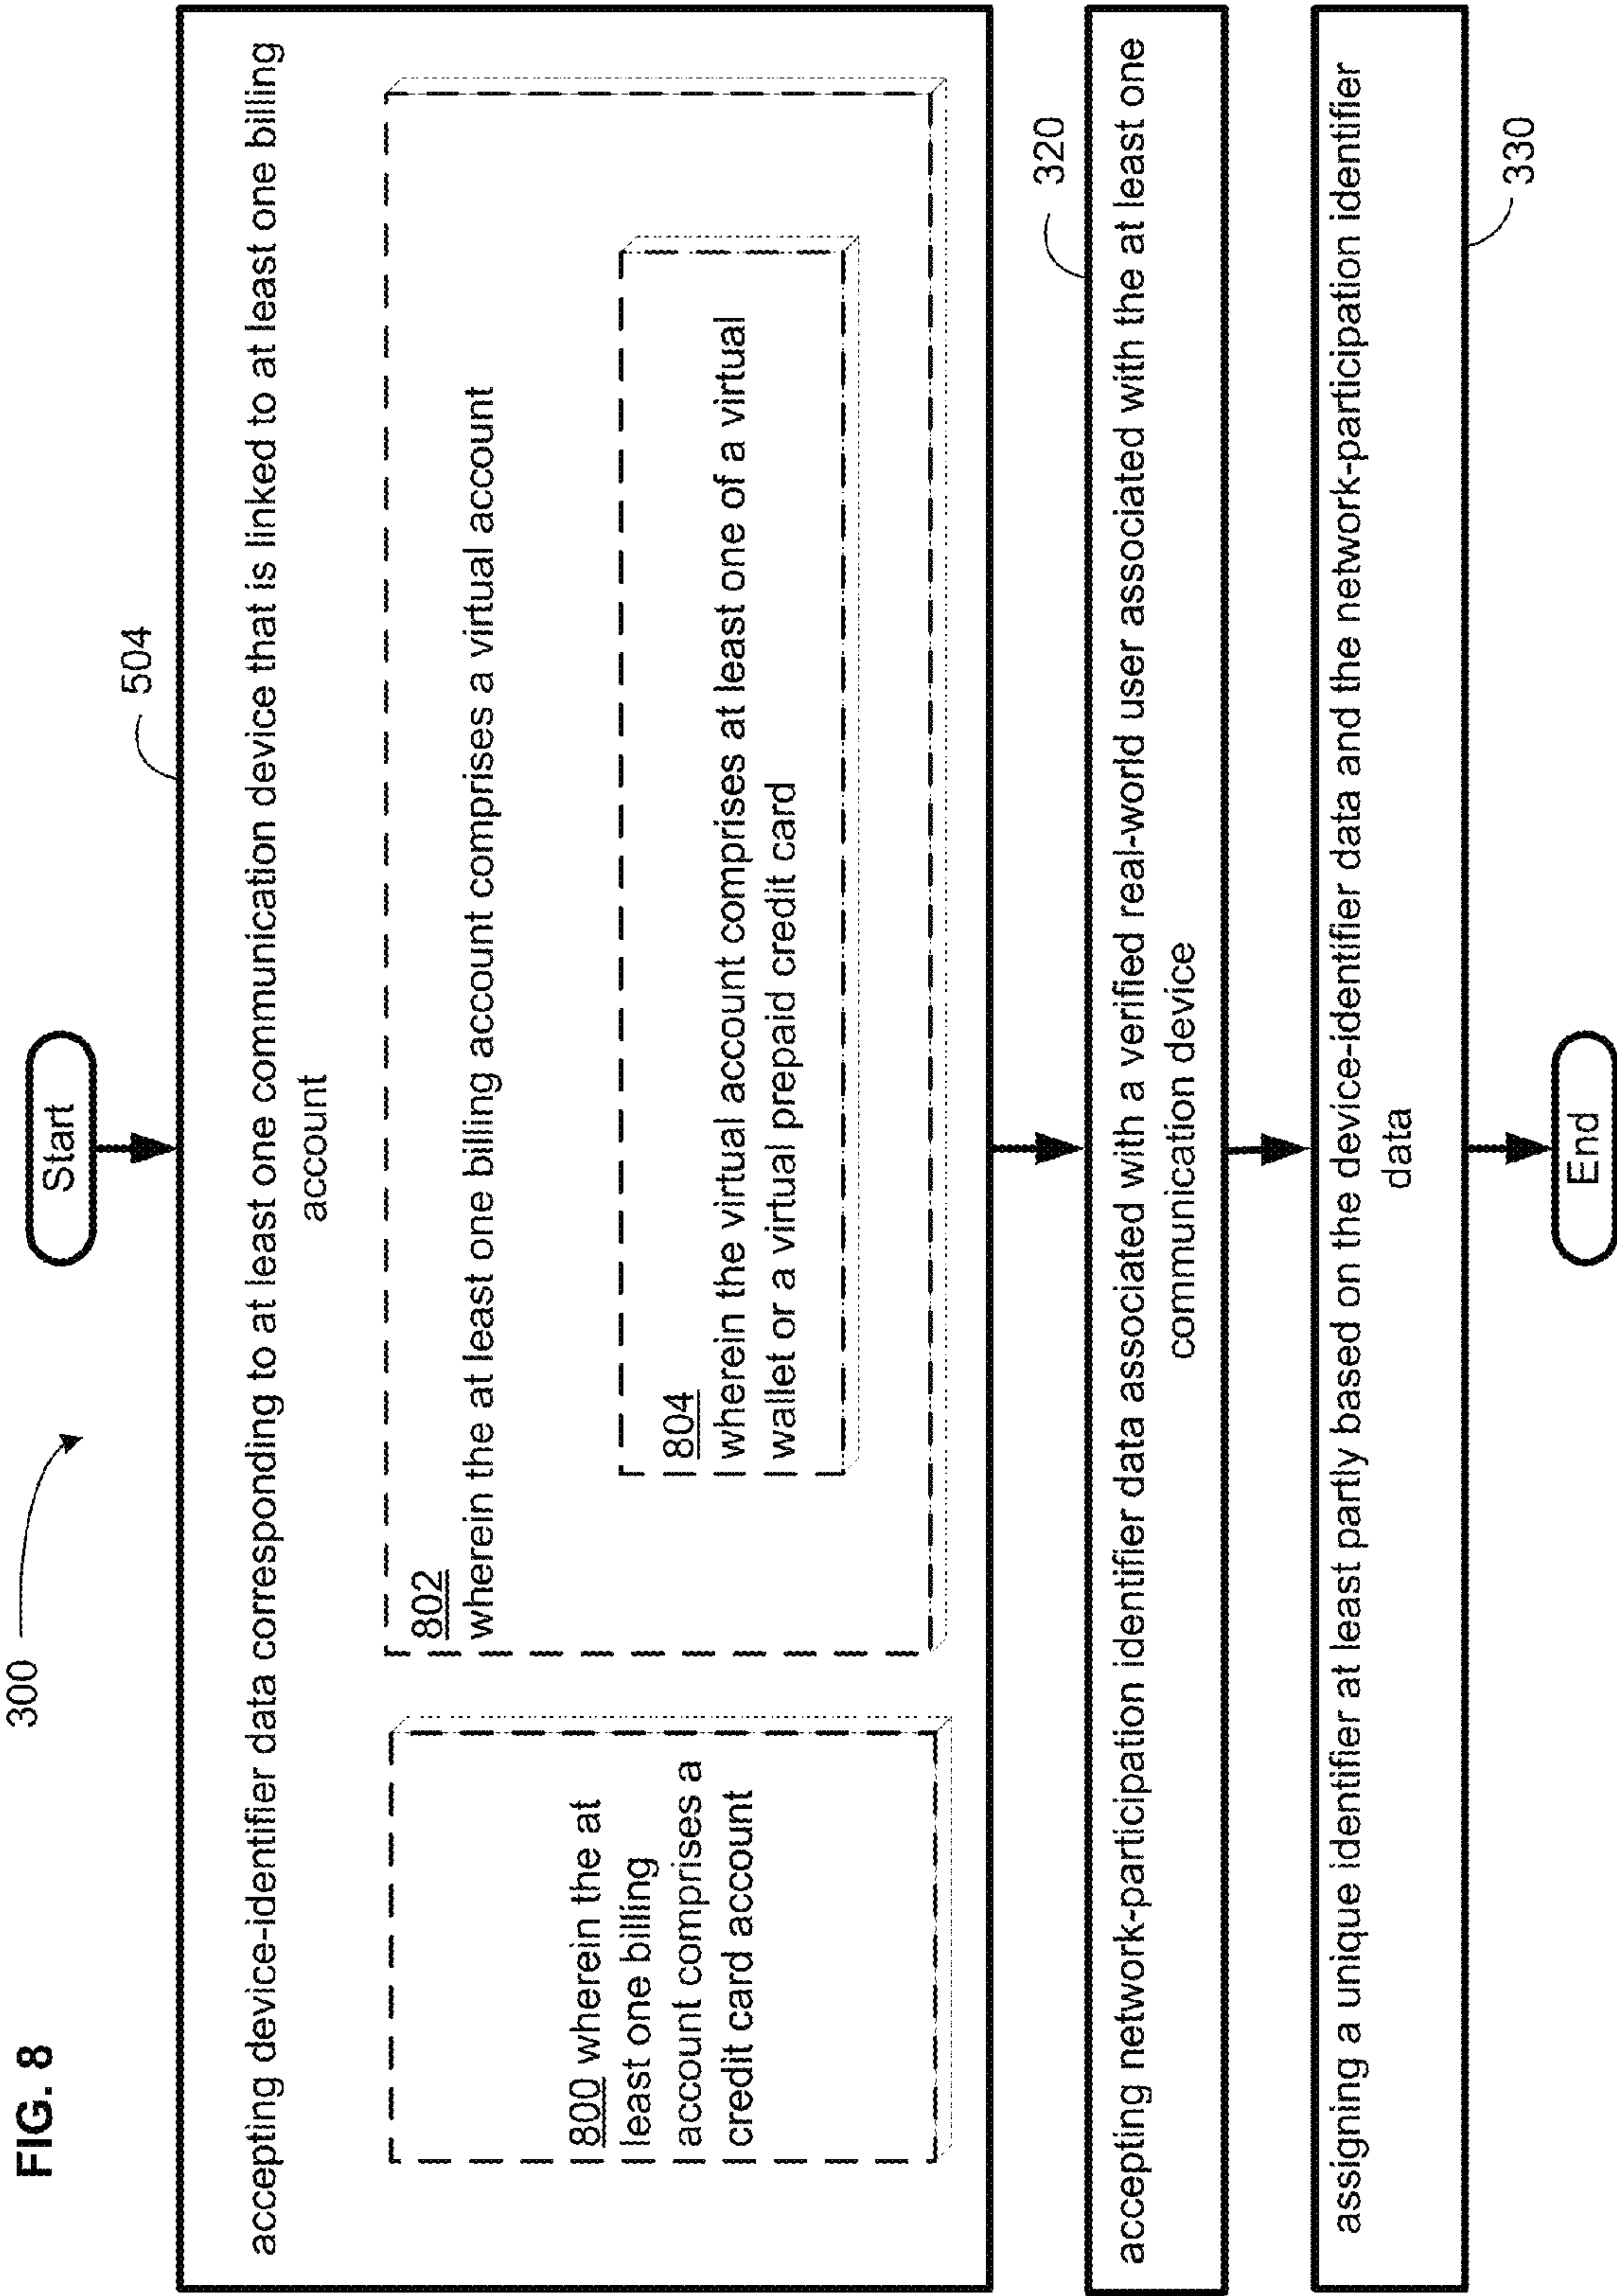 FIG. 8
300
Start
504
accepting device-identifier data corresponding to at least one communication device that is linked to at least one billing
account
800 wherein the at
least one billing
account comprises a
credit card account
802
wherein the at least one billing account comprises a virtual account
804
wherein the virtual account comprises at least one of a virtual
wallet or a virtual prepaid credit card
320
accepting network-participation identifier data associated with a verified real-world user associated with the at least one
communication device
330
assigning a unique identifier at least partly based on the device-identifier data and the network-participation identifier
data
End